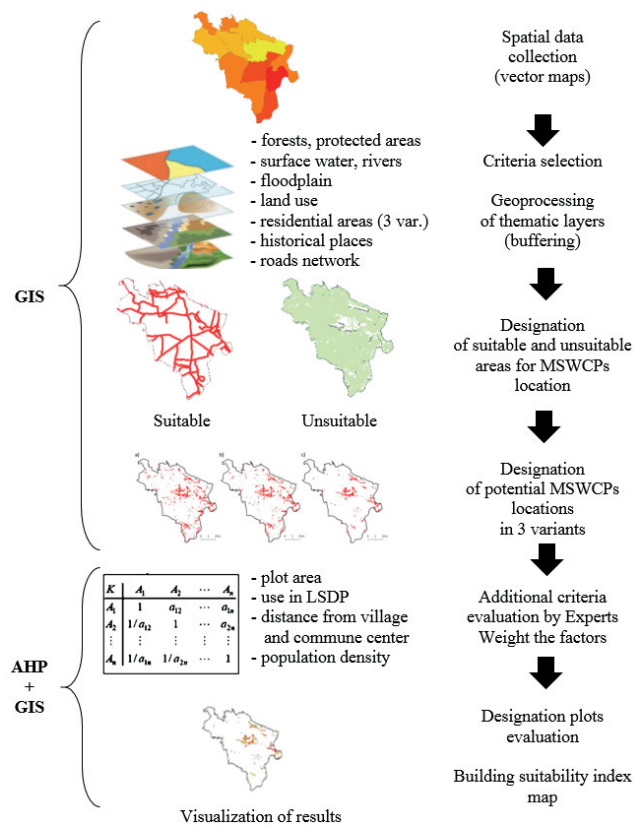 Spatial data
collection
(vector maps)
- forests, protected areas
- surface water, rivers
- floodplain
- land use
- residential areas (3 var.)
- historical places
- roads network
Criteria selection
Geoprocessing
of thematic layers
(buffering)
GIS
Designation
of suitable and unsuitable
areas for MSWCPs
location
Suitable
Unsuitable
a)
b)
c)
Designation
of potential MSWCPs
locations
in 3 variants
K A₁ A₂ ⋯ Aₙ
A₁ 1 a₁₂ ⋯ a₁ₙ
A₂ 1/a₁₂ 1 ⋯ a₂ₙ
⋮ ⋮ ⋮ ⋮ ⋮
Aₙ 1/a₁ₙ 1/a₂ₙ ⋯ 1
- plot area
- use in LSDP
- distance from village
and commune center
- population density
Additional criteria
evaluation by Experts
Weight the factors
AHP
+
GIS
Designation plots
evaluation
Building suitability index
map
Visualization of results